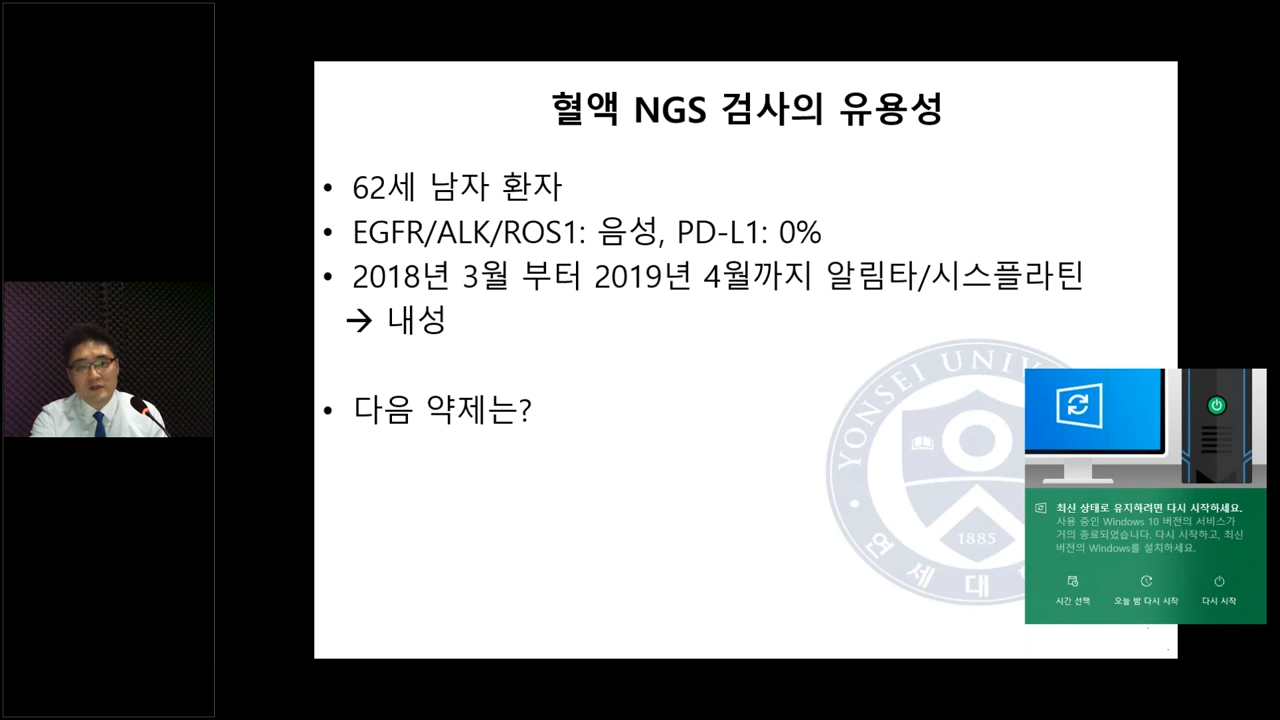 혈액 NGS 검사의 유용성
• 62세 남자 환자
• EGFR/ALK/ROS1: 음성, PD-L1: 0%
• 2018년 3월 부터 2019년 4월까지 알림타/시스플라틴
→ 내성
• 다음 약제는?
YONSEI UNIV
1885
연세대
최신 상태로 유지하려면 다시 시작하세요.
사용 중인 Windows 10 버전의 서비스가
거의 종료되었습니다. 다시 시작하고, 최신
버전의 Windows를 설치하세요.
시간 선택
오늘 밤 다시 시작
다시 시작